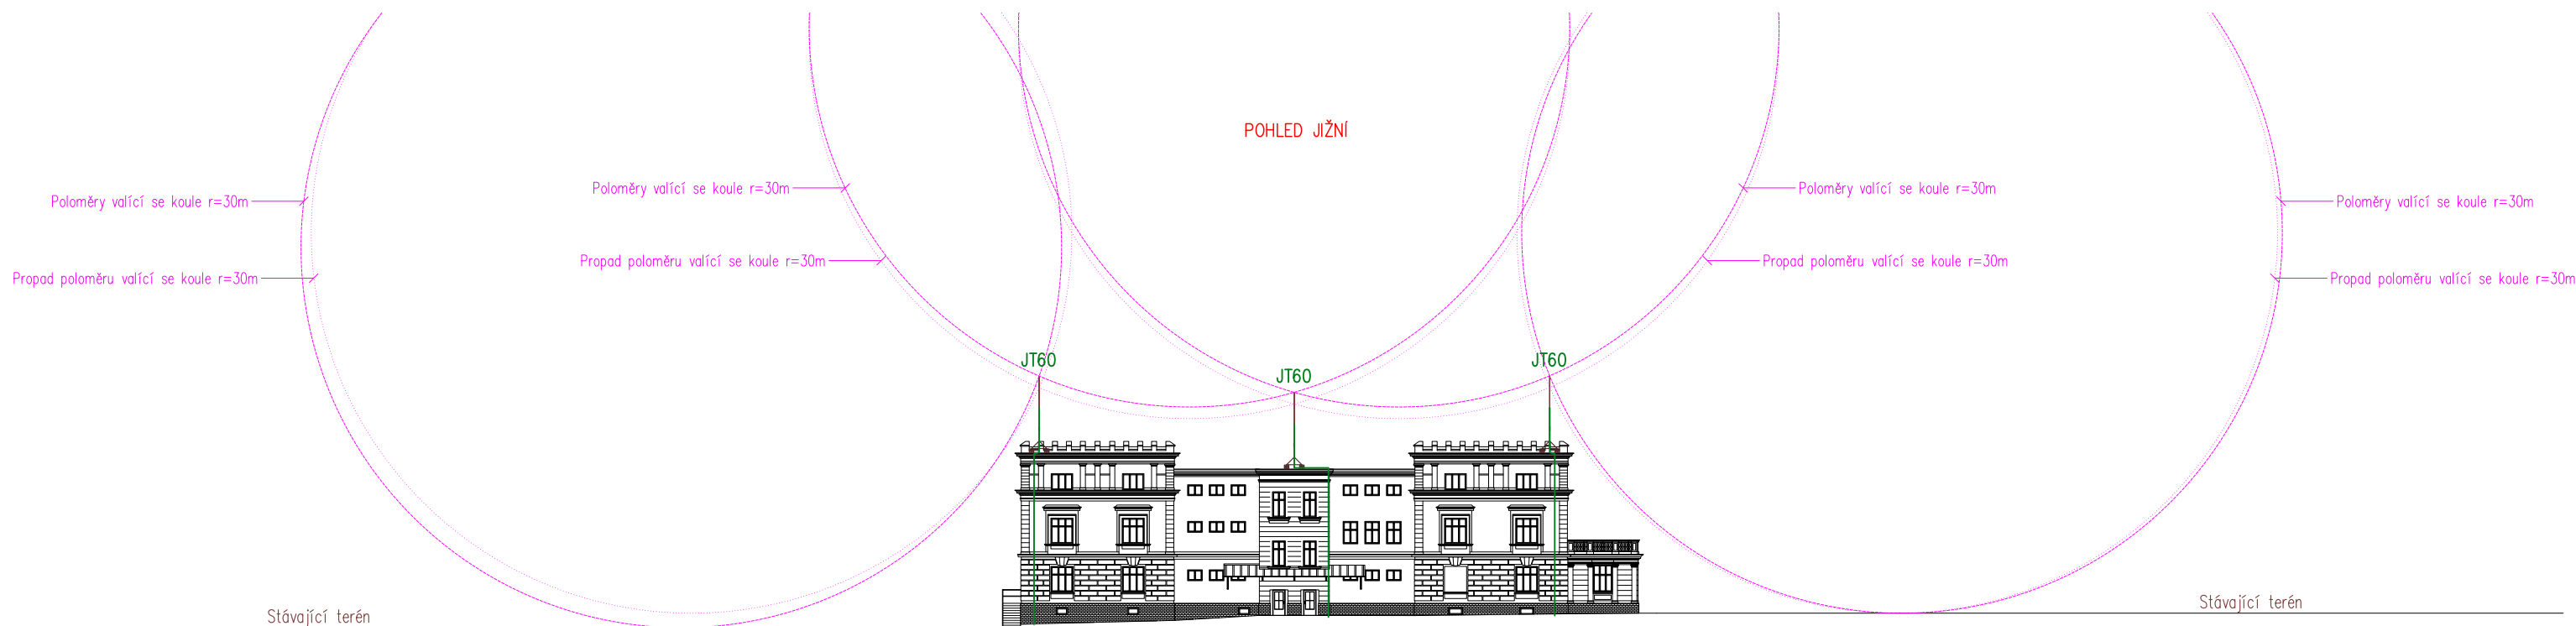 POHLED JIŽNÍ
Poloměry valící se koule r=30m
Poloměry valící se koule r=30m
Poloměry valící se koule r=30m
Poloměry valící se koule r=30m
Propad poloměru valící se koule r=30m
Propad poloměru valící se koule r=30m
Propad poloměru valící se koule r=30m
Propad poloměru valící se koule r=30m
JT60
JT60
JT60
Stávající terén
Stávající terén